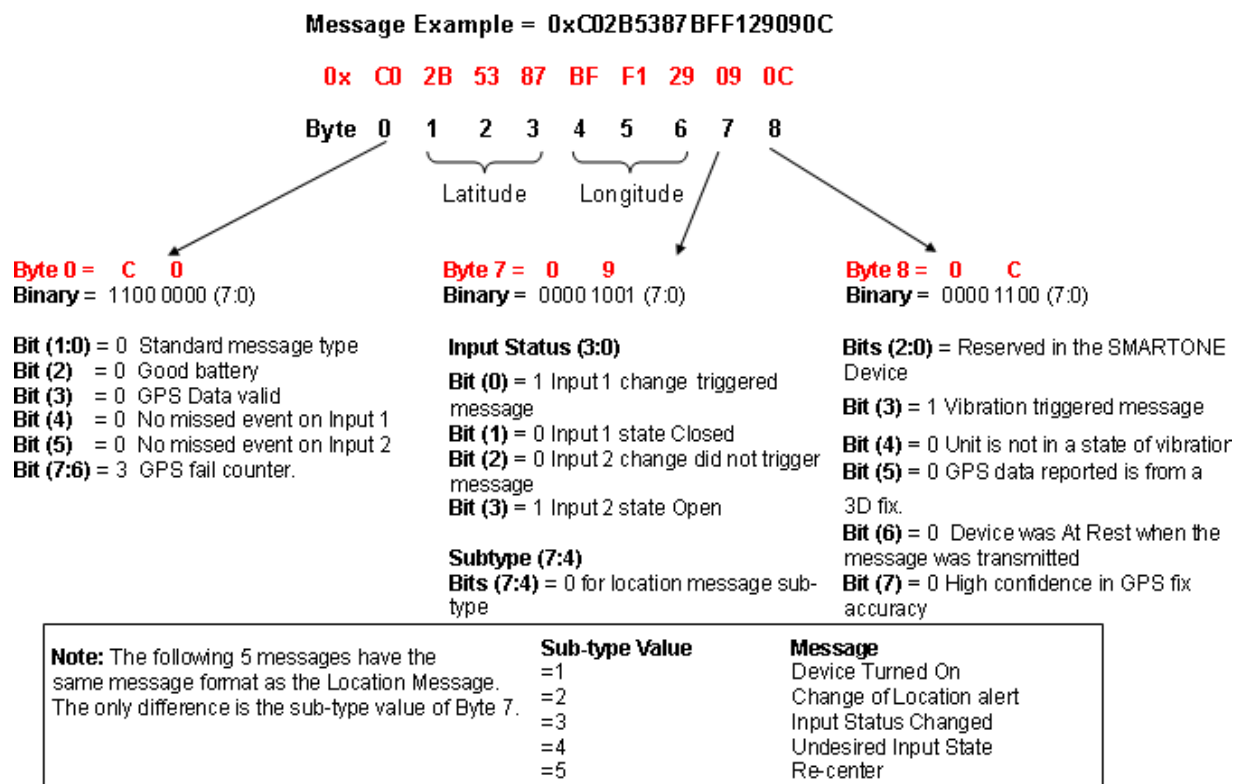 Message Example = 0xC02B5387BFF129090C
0x C0 2B 53 87 BF F1 29 09 0C
Byte 0 1 2 3 4 5 6 7 8
Latitude Longitude
Byte 0 = C 0
Binary = 1100 0000 (7:0)
Bit (1:0) = 0 Standard message type
Bit (2) = 0 Good battery
Bit (3) = 0 GPS Data valid
Bit (4) = 0 No missed event on Input 1
Bit (5) = 0 No missed event on Input 2
Bit (7:6) = 3 GPS fail counter.
Byte 7 = 0 9
Binary = 0000 1001 (7:0)
Input Status (3:0)
Bit (0) = 1 Input 1 change triggered
message
Bit (1) = 0 Input 1 state Closed
Bit (2) = 0 Input 2 change did not trigger
message
Bit (3) = 1 Input 2 state Open
Subtype (7:4)
Bits (7:4) = 0 for location message sub-
type
Byte 8 = 0 C
Binary = 0000 1100 (7:0)
Bits (2:0) = Reserved in the SMARTONE
Device
Bit (3) = 1 Vibration triggered message
Bit (4) = 0 Unit is not in a state of vibration
Bit (5) = 0 GPS data reported is from a
3D fix.
Bit (6) = 0 Device was At Rest when the
message was transmitted
Bit (7) = 0 High confidence in GPS fix
accuracy
Note: The following 5 messages have the
same message format as the Location Message.
The only difference is the sub-type value of Byte 7.
Sub-type Value Message
=1 Device Turned On
=2 Change of Location alert
=3 Input Status Changed
=4 Undesired Input State
=5 Re-center